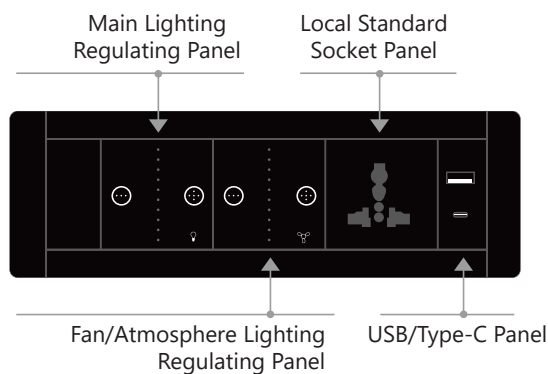 Main Lighting
Regulating Panel
Local Standard
Socket Panel
Fan/Atmosphere Lighting
Regulating Panel
USB/Type-C Panel